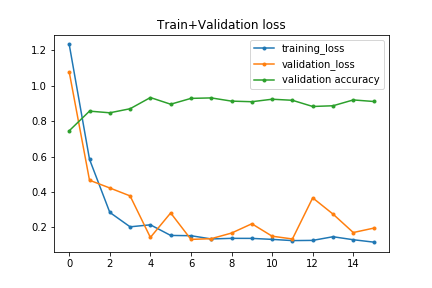 Train+Validation loss
training_loss
validation_loss
validation accuracy
1.2
1.0
0.8
0.6
0.4
0.2
0 2 4 6 8 10 12 14